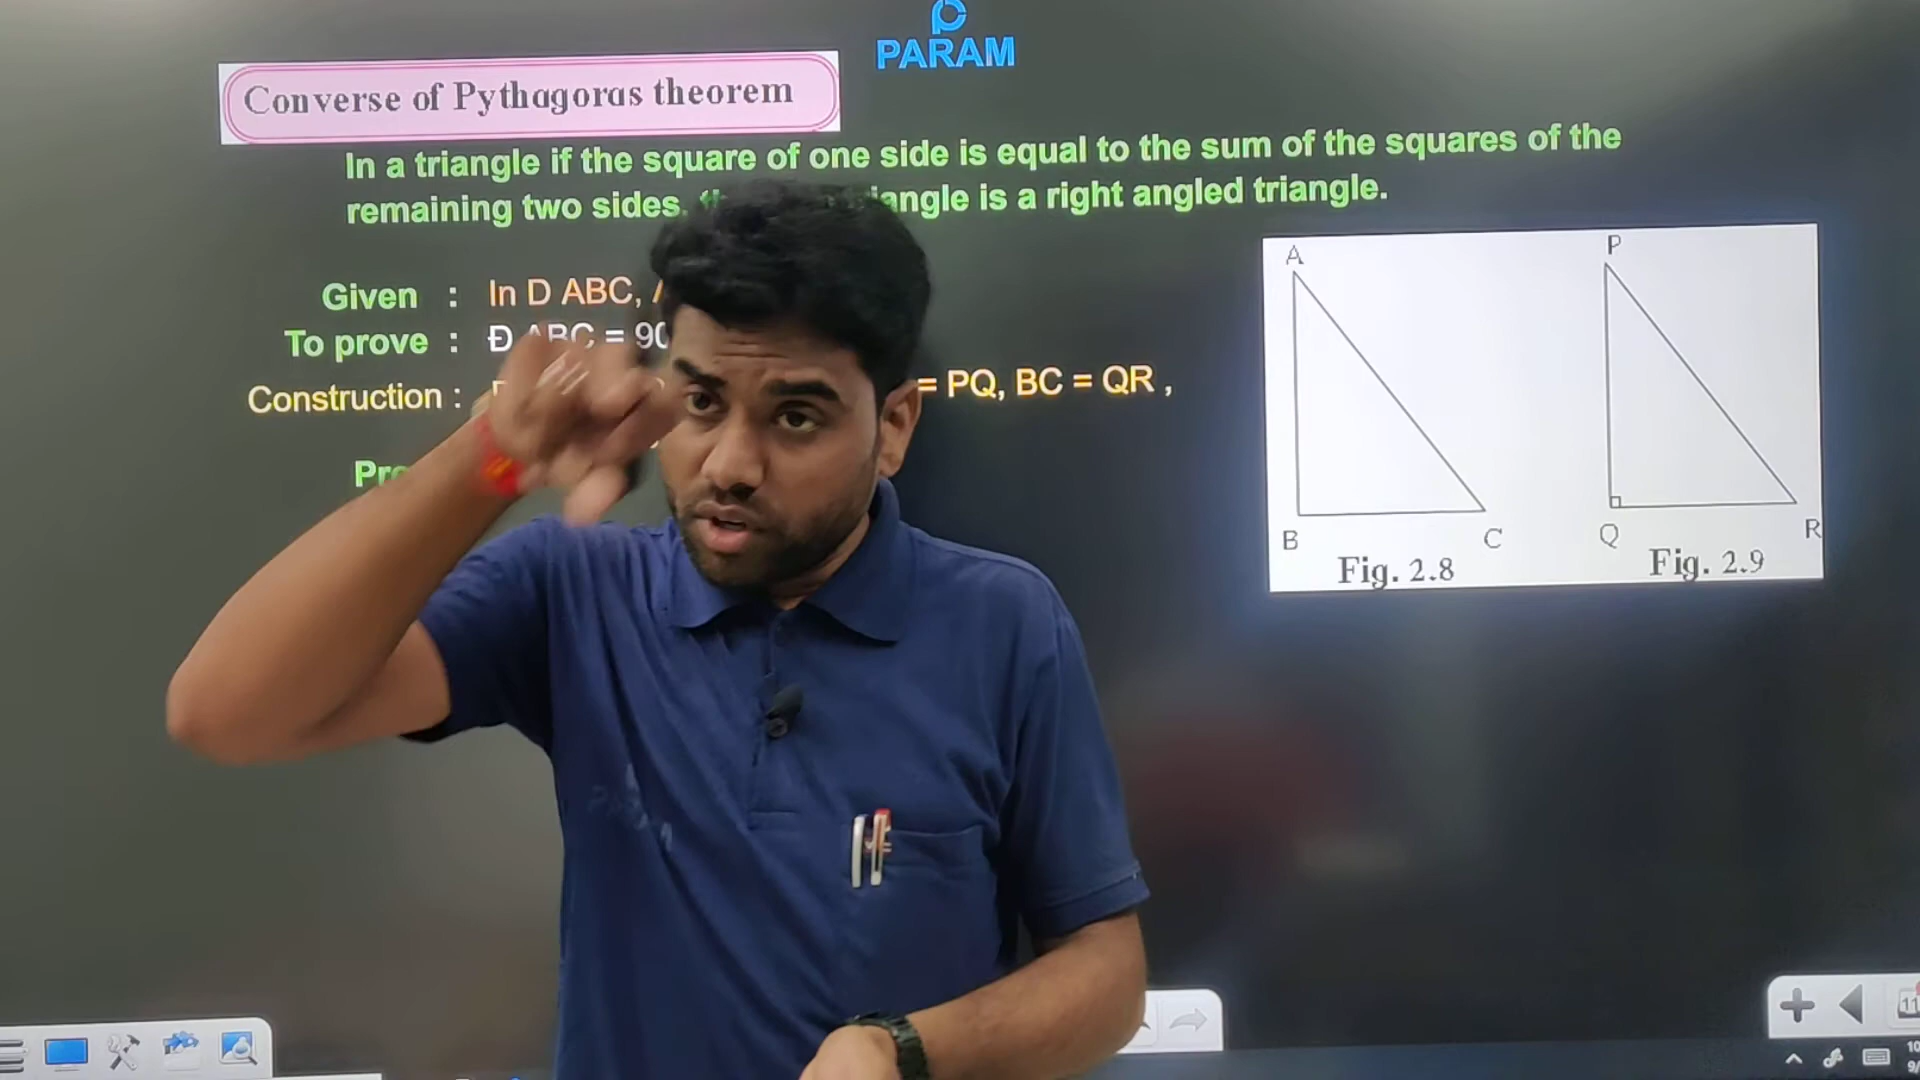 PARAM
Converse of Pythagoras theorem
In a triangle if the square of one side is equal to the sum of the squares of the
remaining two sides, angle is a right angled triangle.
Given : In D ABC,
To prove : Đ ABC = 90
Construction : = PQ, BC = QR ,
A
P
B
C
Q
R
Fig. 2.8
Fig. 2.9